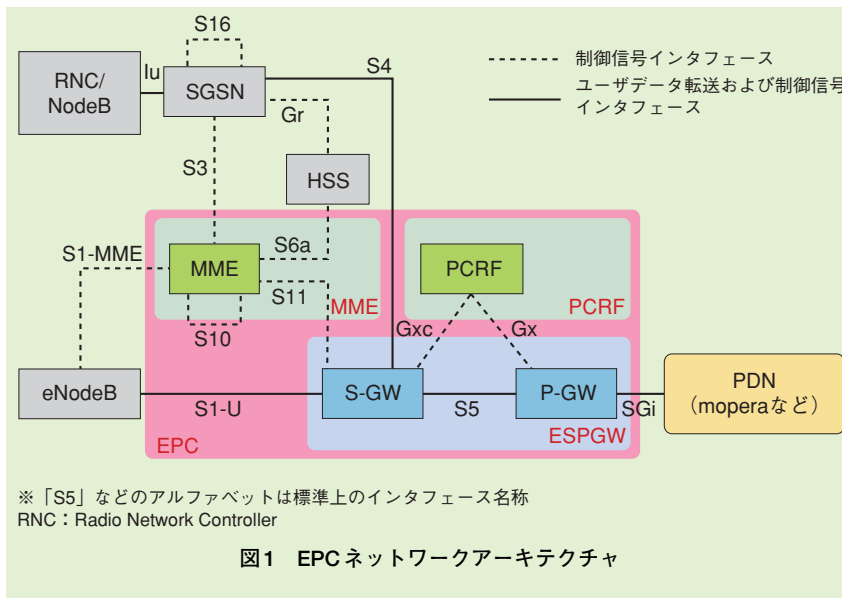 S16
制御信号インタフェース
ユーザデータ転送および制御信号
インタフェース
RNC/
NodeB
Iu
SGSN
S4
Gr
S3
HSS
S1-MME
MME
S6a
S11
S10
MME
PCRF
PCRF
Gxc
Gx
eNodeB
S1-U
S-GW
S5
P-GW
SGi
PDN
（moperaなど）
EPC
ESPGW
※「S5」などのアルファベットは標準上のインタフェース名称
RNC：Radio Network Controller
図1 EPCネットワークアーキテクチャ